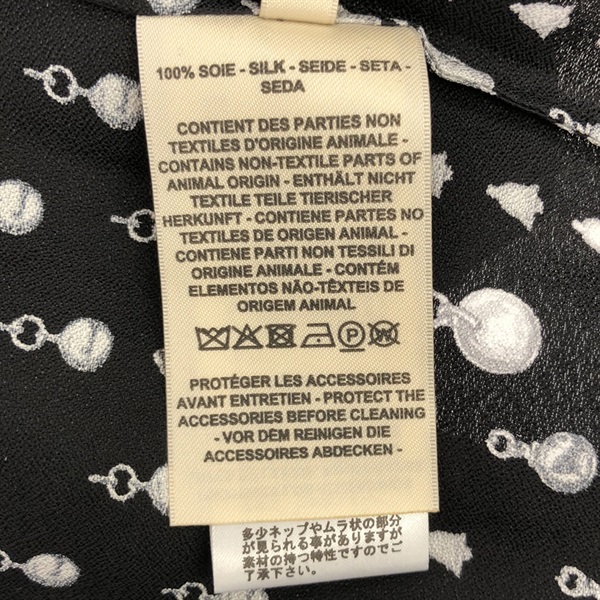 100% SOIE - SILK - SEIDE - SETA -
SEDA
CONTIENT DES PARTIES NON
TEXTILES D'ORIGINE ANIMALE -
CONTAINS NON-TEXTILE PARTS OF
ANIMAL ORIGIN - ENTHÄLT NICHT
TEXTILE TEILE TIERISCHER
HERKUNFT - CONTIENE PARTES NO
TEXTILES DE ORIGEN ANIMAL -
CONTIENE PARTI NON TESSILI DI
ORIGINE ANIMALE - CONTÉM
ELEMENTOS NÃO-TÊXTEIS DE
ORIGEM ANIMAL
P W
PROTÉGER LES ACCESSOIRES
AVANT ENTRETIEN - PROTECT THE
ACCESSORIES BEFORE CLEANING
- VOR DEM REINIGEN DIE
ACCESSOIRES ABDECKEN -
多少ネップやムラ状の部分
が見られる事がありますが
素材の持つ特性ですのでご
了承下さい。